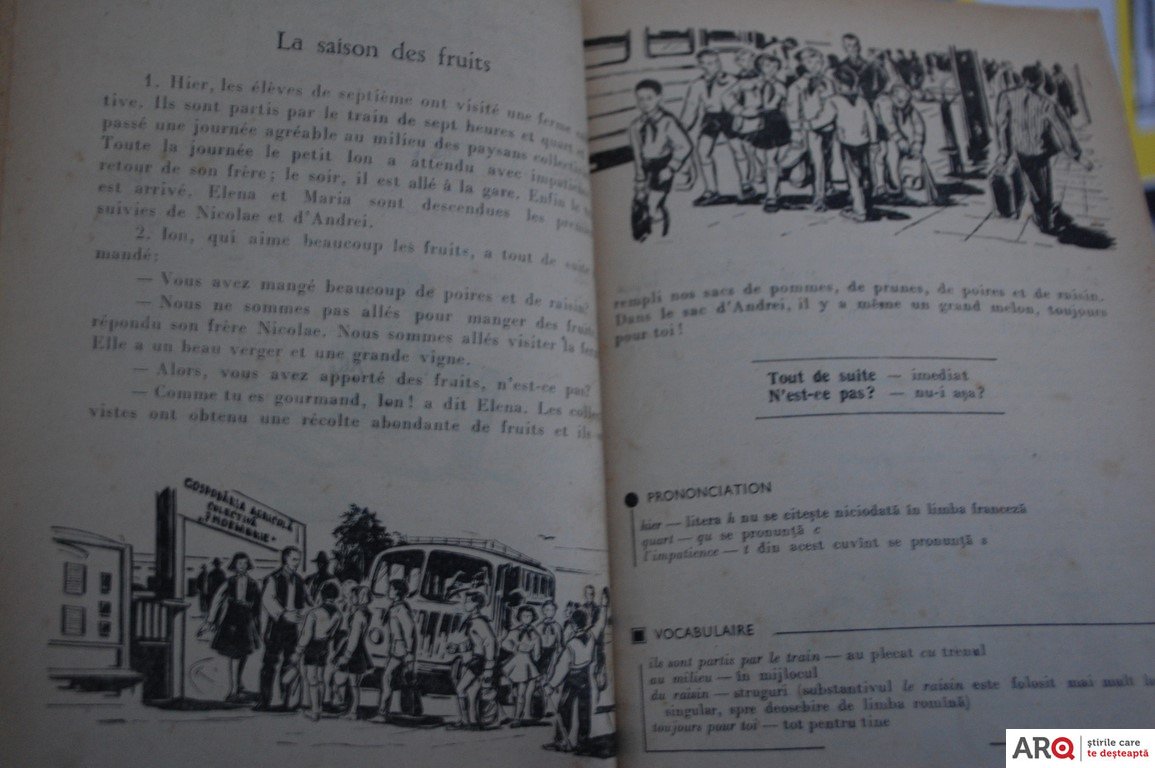 La saison des fruits
1. Hier, les élèves de septième ont visité une ferme
tive. Ils sont partis par le train de sept heures et quart et
passé une journée agréable au milieu des paysans
Toute la journée le petit Ion a attendu avec
retour de son frère; le soir, il est allé à la gare. Enfin le
est arrivé. Elena et Maria sont descendues les
suivies de Nicolae et d'Andrei.
2. Ion, qui aime beaucoup les fruits, a tout de suite
mandé:
— Vous avez mangé beaucoup de poires et de raisin?
— Nous ne sommes pas allés pour manger des fruits
répondu son frère Nicolae. Nous sommes allés visiter la
Elle a un beau verger et une grande vigne.
— Alors, vous avez apporté des fruits, n'est-ce pas?
— Comme tu es gourmand, Ion! a dit Elena. Les
vistes ont obtenu une récolte abondante de fruits et ils
GOSPODĂRIA AGRICOLĂ
COLECTIVĂ
rempli nos sacs de pommes, de prunes, de poires et de raisin.
Dans le sac d'Andrei, il y a même un grand melon, toujours
pour toi!
Tout de suite — imediat
N'est-ce pas? — nu-i așa?
PRONONCIATION
hier — litera h nu se citește niciodată în limba franceză
quart — qu se pronunță c
l'impatience — t din acest cuvînt se pronunță s
VOCABULAIRE
ils sont partis par le train — au plecat cu trenul
au milieu — în mijlocul
du raisin — struguri (substantivul le raisin este folosit mai mult la
singular, spre deosebire de limba romînă)
toujours pour toi — tot pentru tine
ARQ știrile care
te deșteaptă